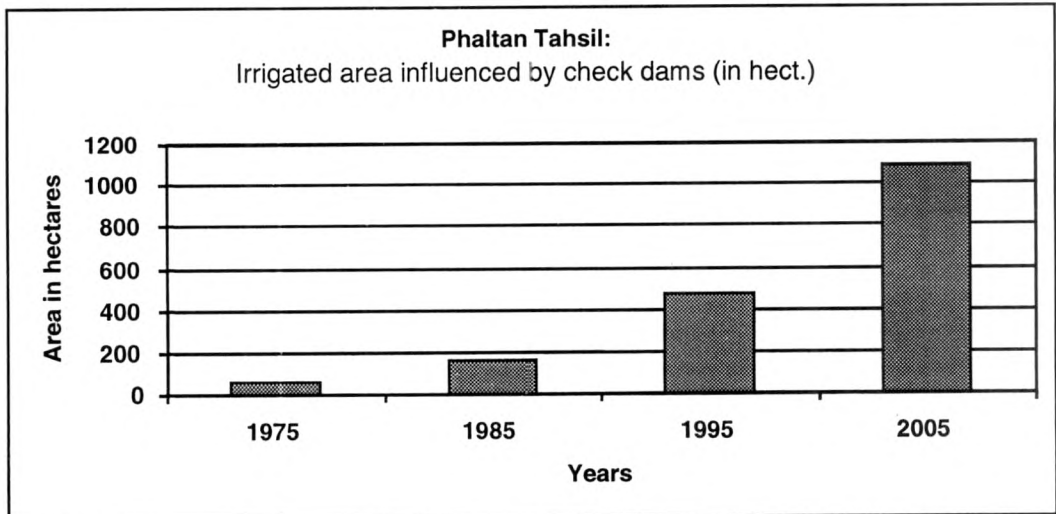 Phaltan Tahsil:
Irrigated area influenced by check dams (in hect.)
Area in hectares
1200
1000
800
600
400
200
0
1975 1985 1995 2005
Years